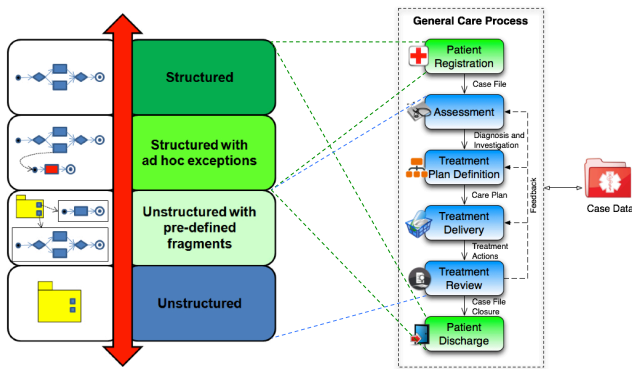 General Care Process
Structured
Structured with
ad hoc exceptions
Unstructured with
pre-defined
fragments
Unstructured
Patient
Registration
Case File
Assessment
Diagnosis and
Investigation
Treatment
Plan Definition
Care Plan
Treatment
Delivery
Treatment
Actions
Treatment
Review
Case File
Closure
Patient
Discharge
Feedback
Case Data